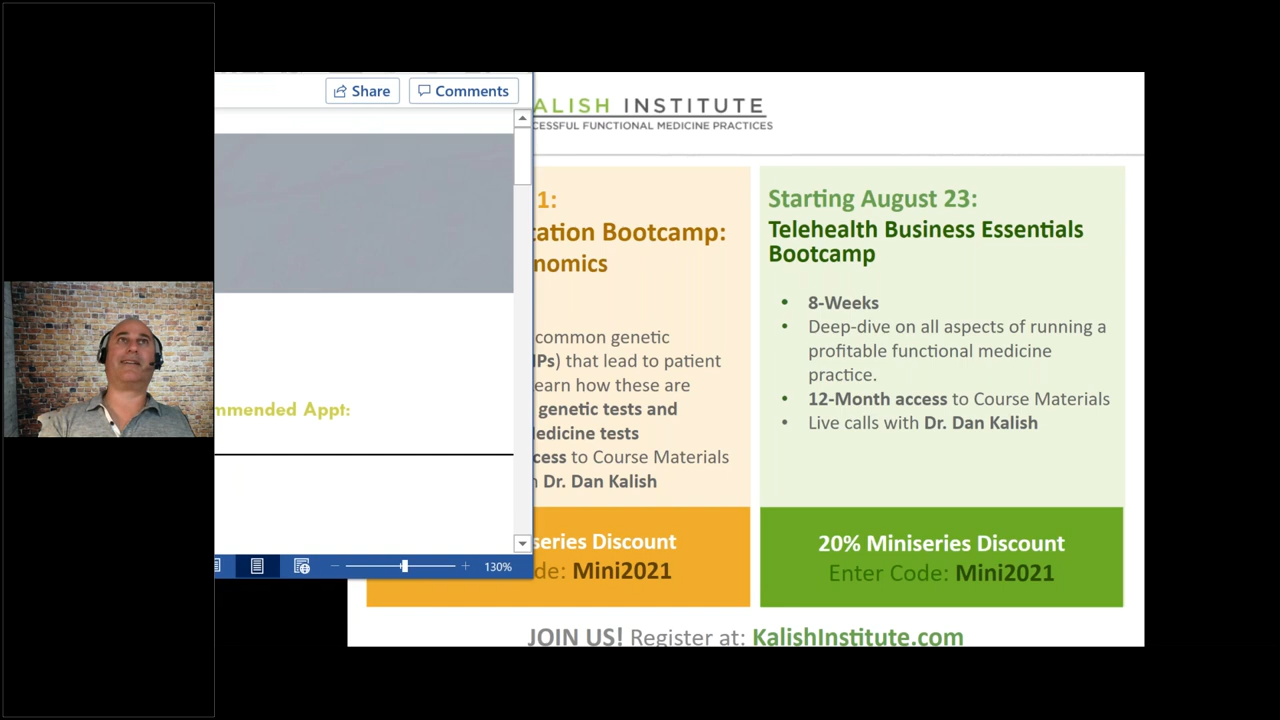 Share
Comments
mmended Appt:
130%
ALISH INSTITUTE
CESSFUL FUNCTIONAL MEDICINE PRACTICES
1:
tation Bootcamp:
nomics
common genetic
IPs) that lead to patient
earn how these are
genetic tests and
edicine tests
cess to Course Materials
Dr. Dan Kalish
series Discount
de: Mini2021
Starting August 23:
Telehealth Business Essentials
Bootcamp
• 8-Weeks
• Deep-dive on all aspects of running a
profitable functional medicine
practice.
• 12-Month access to Course Materials
• Live calls with Dr. Dan Kalish
20% Miniseries Discount
Enter Code: Mini2021
JOIN US! Register at: KalishInstitute.com